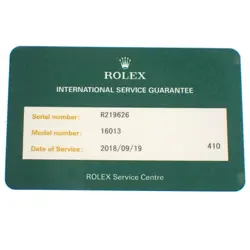 ROLEX
INTERNATIONAL SERVICE GUARANTEE
Serial number: R219626
Model number: 16013
Date of Service: 2018/09/19 410
ROLEX Service Centre